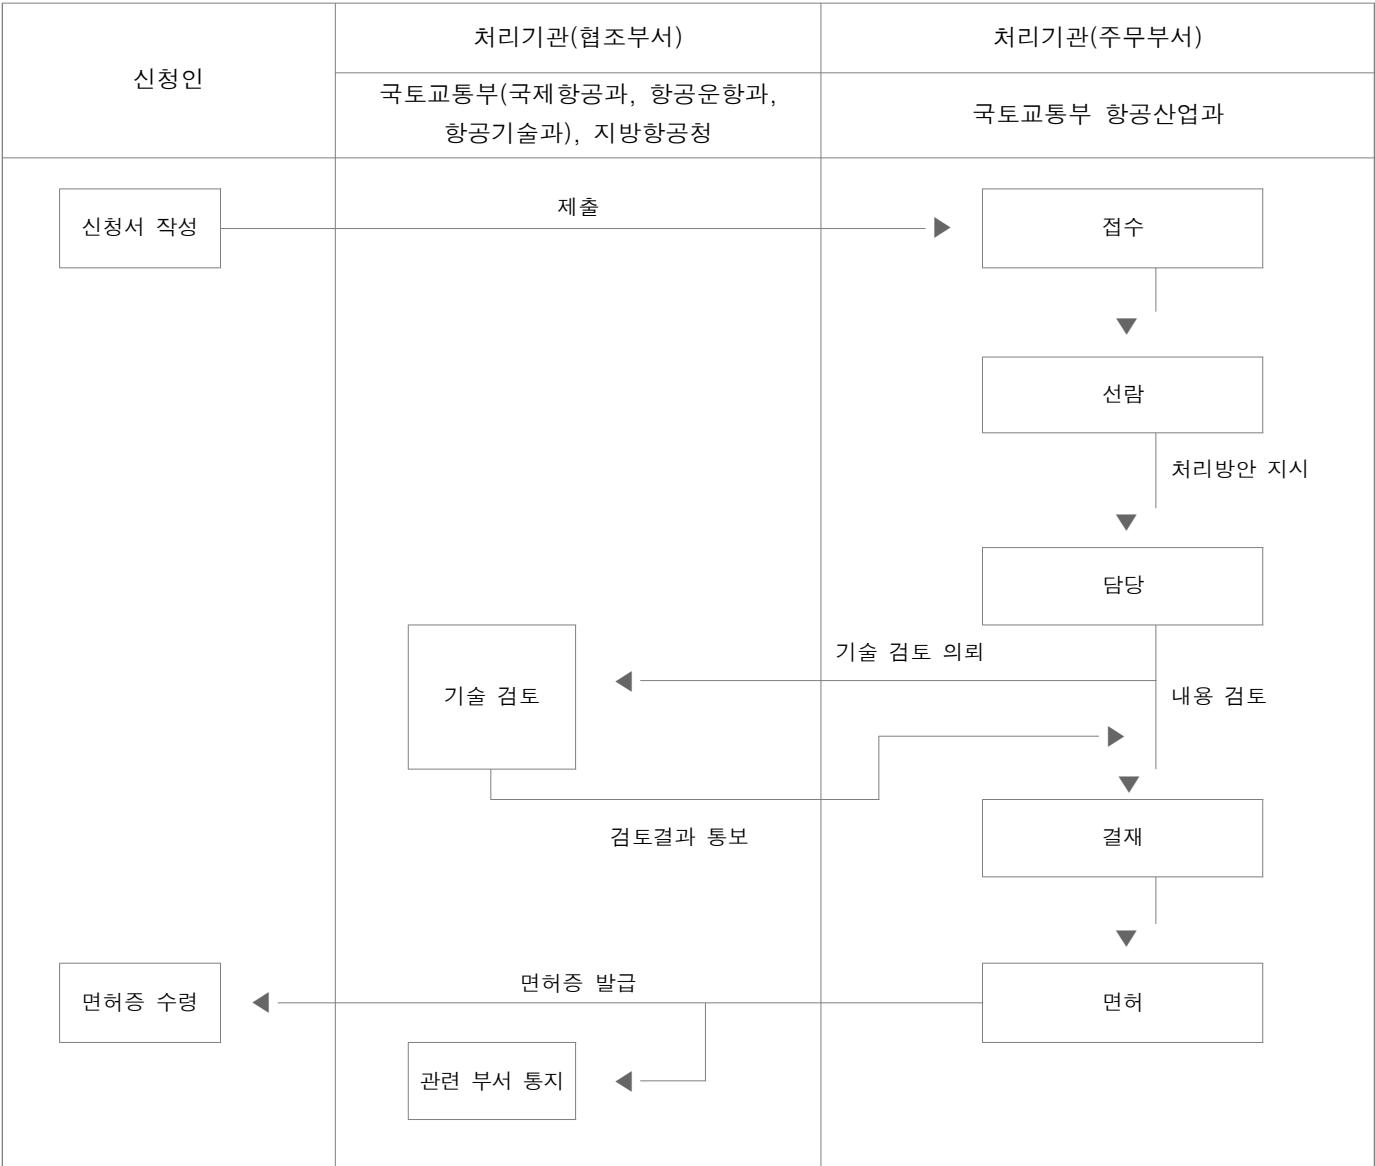 신청인
처리기관(협조부서)
처리기관(주무부서)
국토교통부(국제항공과, 항공운항과,
항공기술과), 지방항공청
국토교통부 항공산업과
신청서 작성
제출
접수
선람
처리방안 지시
담당
기술 검토 의뢰
기술 검토
내용 검토
검토결과 통보
결재
면허증 수령
면허증 발급
면허
관련 부서 통지